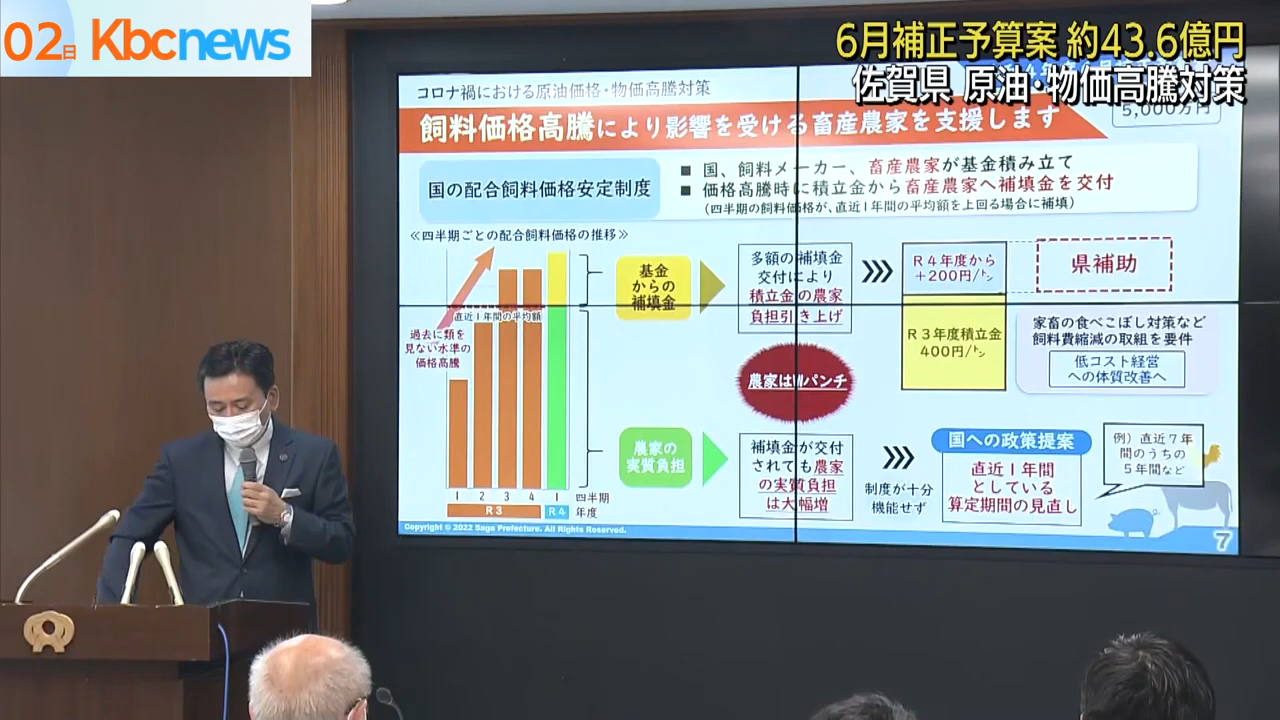 02日 Kbcnews
6月補正予算案 約43.6億円
佐賀県 原油・物価高騰対策
コロナ禍における原油価格・物価高騰対策
5,000万円
飼料価格高騰により影響を受ける畜産農家を支援します
国の配合飼料価格安定制度
■ 国、飼料メーカー、畜産農家が基金積み立て
■ 価格高騰時に積立金から畜産農家へ補填金を交付
(四半期の飼料価格が、直近1年間の平均額を上回る場合に補填)
≪四半期ごとの配合飼料価格の推移≫
直近1年間の平均額
過去に類を
見ない水準の
価格高騰
1 2 3 4 1 四半期
R3 R4 年度
基金
からの
補填金
多額の補填金
交付により
積立金の農家
負担引き上げ
R4年度から
+200円/㌧
県補助
R3年度積立金
400円/㌧
家畜の食べこぼし対策など
飼料費縮減の取組を要件
低コスト経営
への体質改善へ
農家はWパンチ
農家の
実質負担
補填金が交付
されても農家
の実質負担
は大幅増
制度が十分
機能せず
国への政策提案
直近1年間
としている
算定期間の見直し
例)直近7年
間のうちの
5年間など
Copyright © 2022 Saga Prefecture. All Rights Reserved.
7